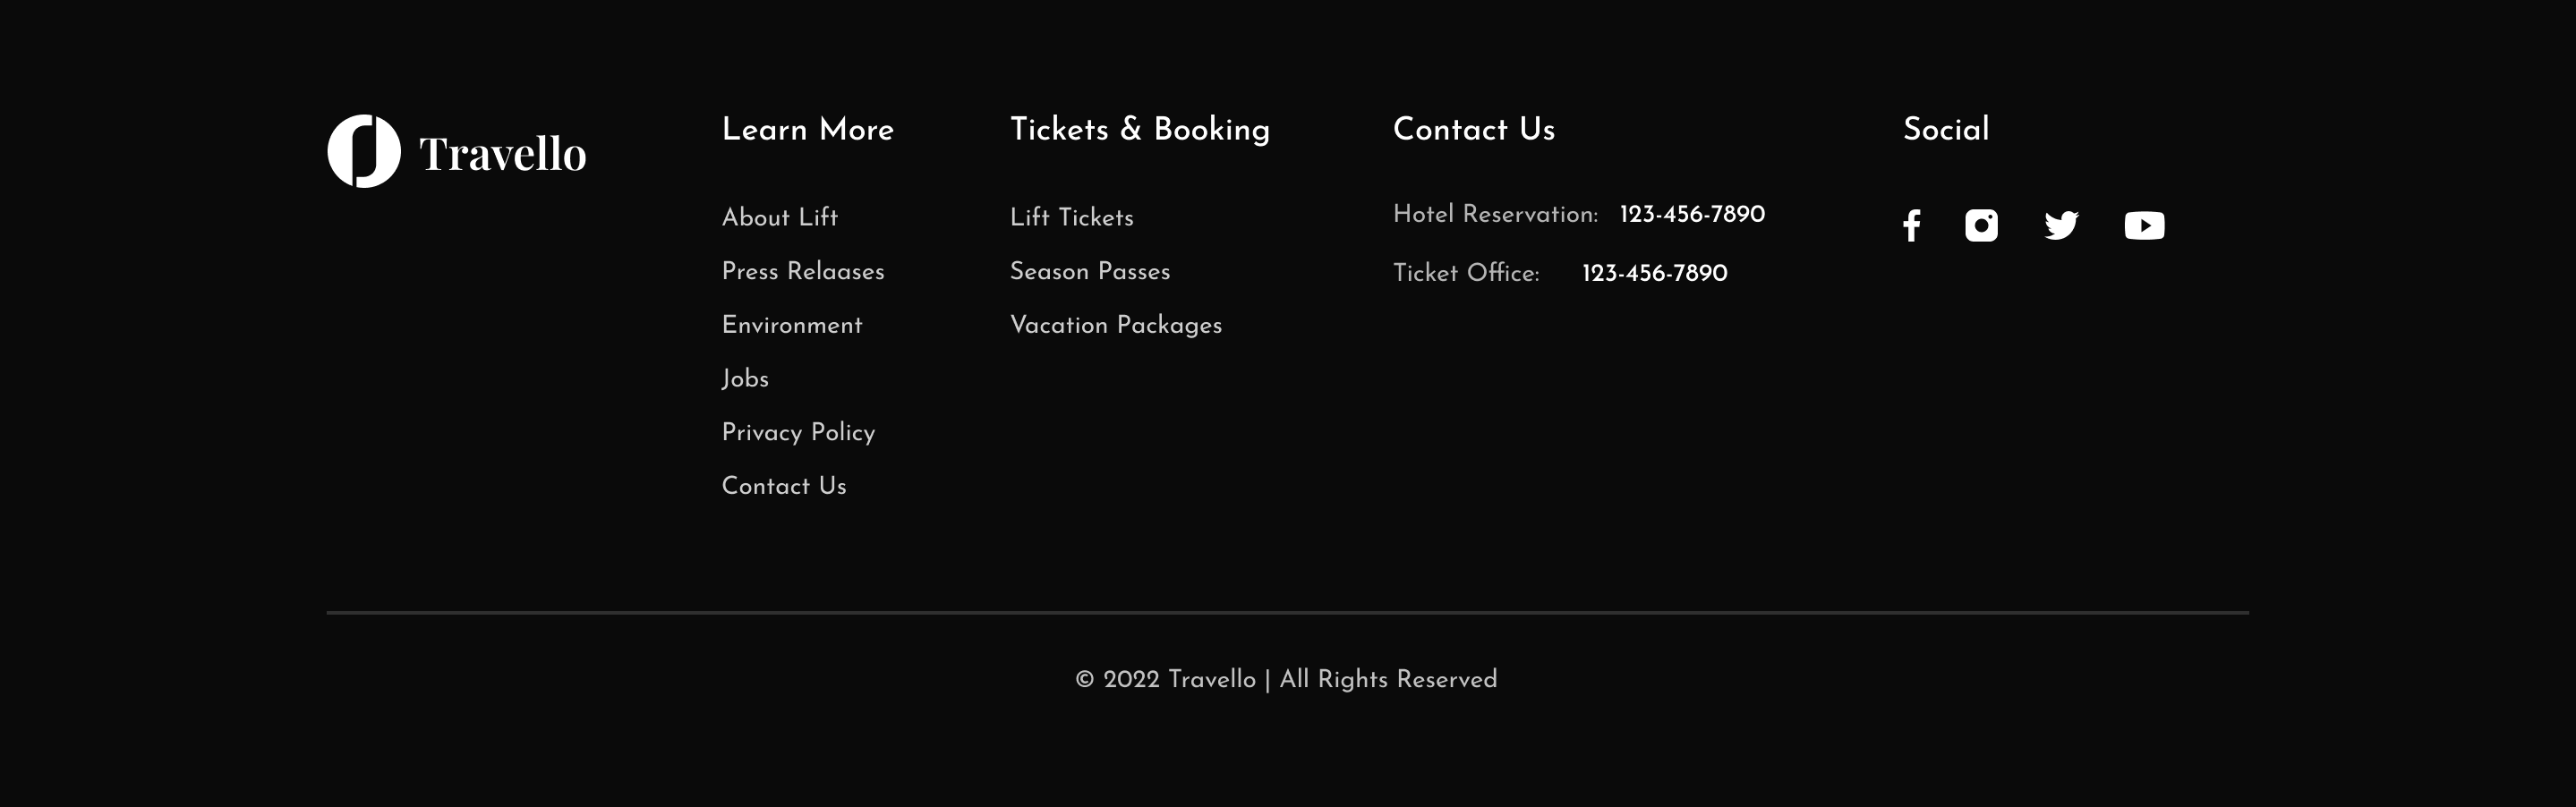 Travello
Learn More
About Lift
Press Relaases
Environment
Jobs
Privacy Policy
Contact Us
Tickets & Booking
Lift Tickets
Season Passes
Vacation Packages
Contact Us
Hotel Reservation: 123-456-7890
Ticket Office: 123-456-7890
Social
© 2022 Travello | All Rights Reserved